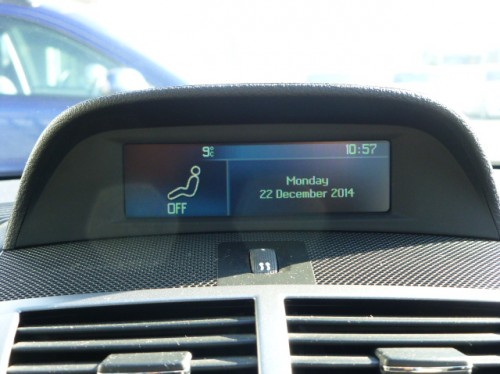 9°C 10:57
OFF
Monday
22 December 2014